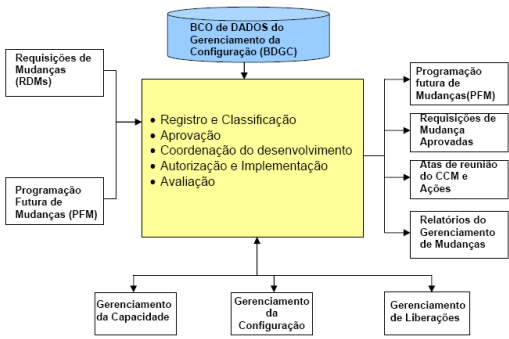 BCO de DADOS do
Gerenciamento da
Configuração (BDGC)
Requisições de
Mudanças
(RDMs)
Programação
Futura de
Mudanças (PFM)
• Registro e Classificação
• Aprovação
• Coordenação do desenvolvimento
• Autorização e Implementação
• Avaliação
Programação
futura de
Mudanças(PFM)
Requisições de
Mudança
Aprovadas
Atas de reunião
do CCM e
Ações
Relatórios do
Gerenciamento
de Mudanças
Gerenciamento
da Capacidade
Gerenciamento
da
Configuração
Gerenciamento
de Liberações